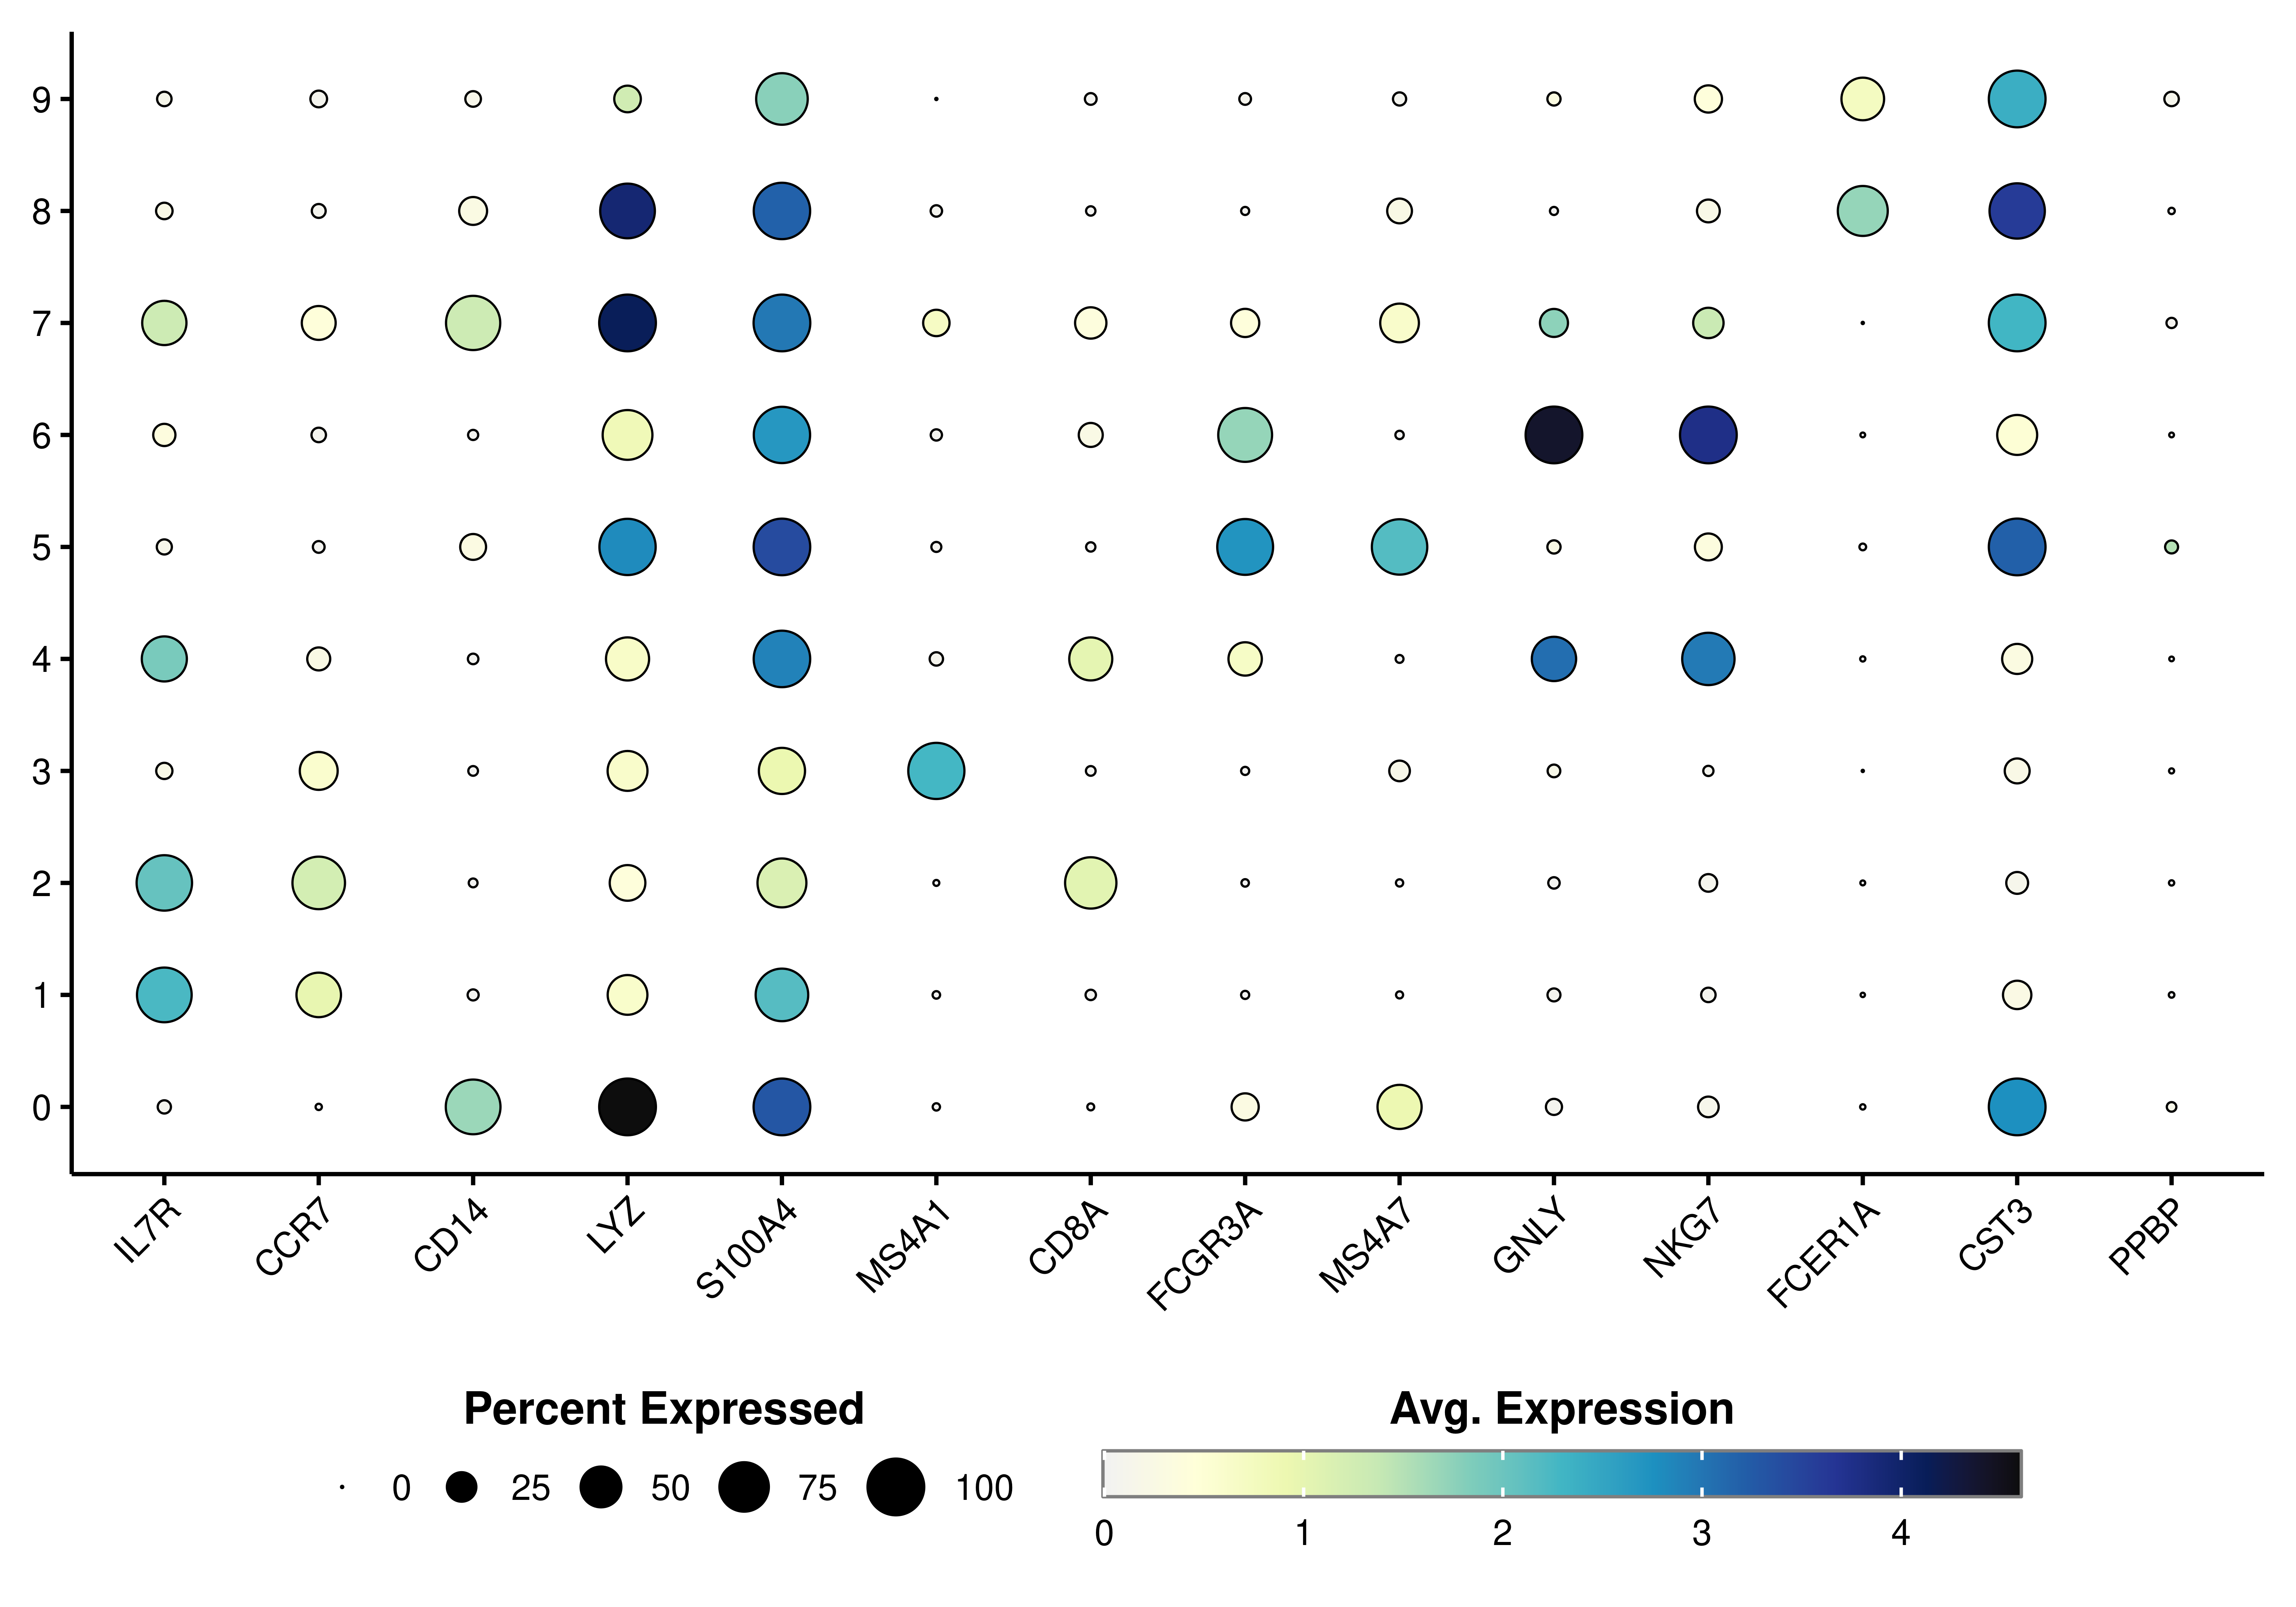 9
8
7
6
5
4
3
2
1
0
IL7R CCR7 CD14 LYZ S100A4 MS4A1 CD8A FCGR3A MS4A7 GNLY NKG7 FCER1A CST3 PPBP
Percent Expressed
0 25 50 75 100
Avg. Expression
0 1 2 3 4